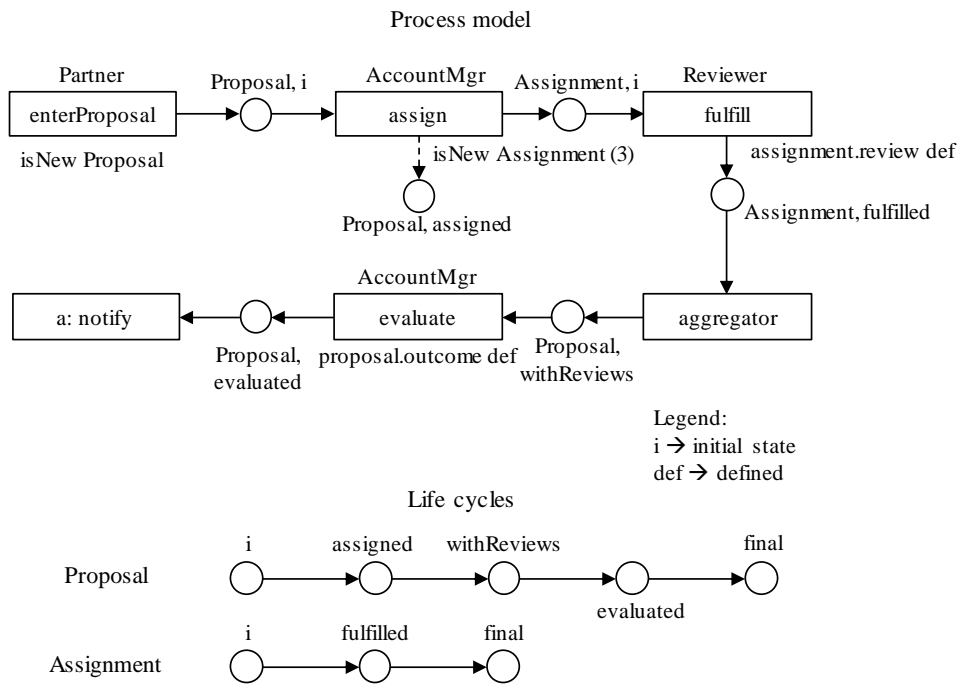 Process model
Partner
Proposal, i
AccountMgr
Assignment, i
Reviewer
enterProposal
assign
fulfill
isNew Proposal
isNew Assignment (3)
assignment.review def
Proposal, assigned
Assignment, fulfilled
AccountMgr
a: notify
evaluate
aggregator
Proposal,
evaluated
proposal.outcome def
Proposal,
withReviews
Legend:
i → initial state
def → defined
Life cycles
i
assigned
withReviews
final
Proposal
evaluated
i
fulfilled
final
Assignment